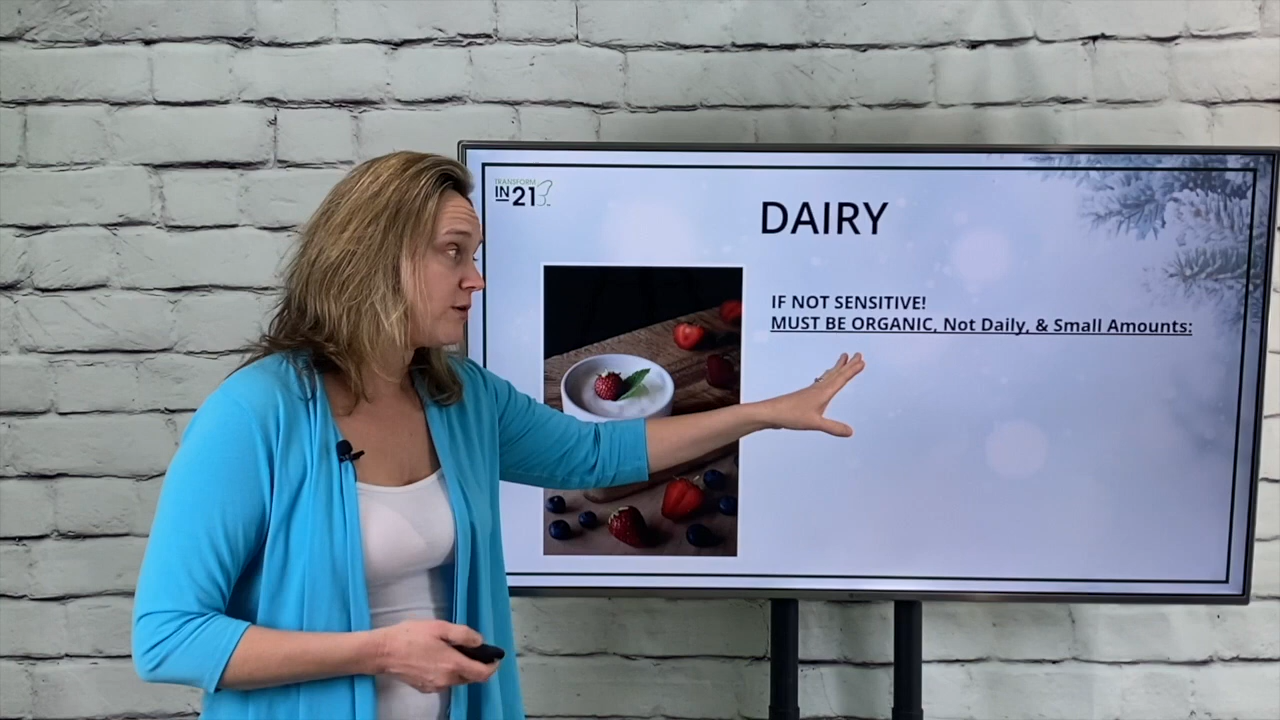 TRANSFORM
IN 21
DAIRY
IF NOT SENSITIVE!
MUST BE ORGANIC, Not Daily, & Small Amounts: